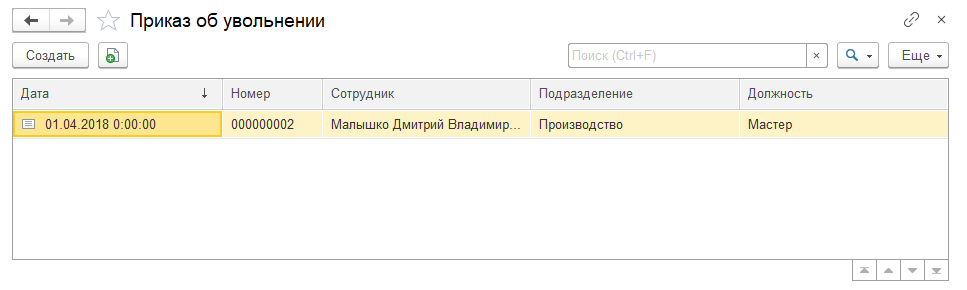 Приказ об увольнении
Создать
Поиск (Ctrl+F)
×
Еще
Дата ↓ Номер Сотрудник Подразделение Должность
01.04.2018 0:00:00 000000002 Малышко Дмитрий Владимир... Производство Мастер